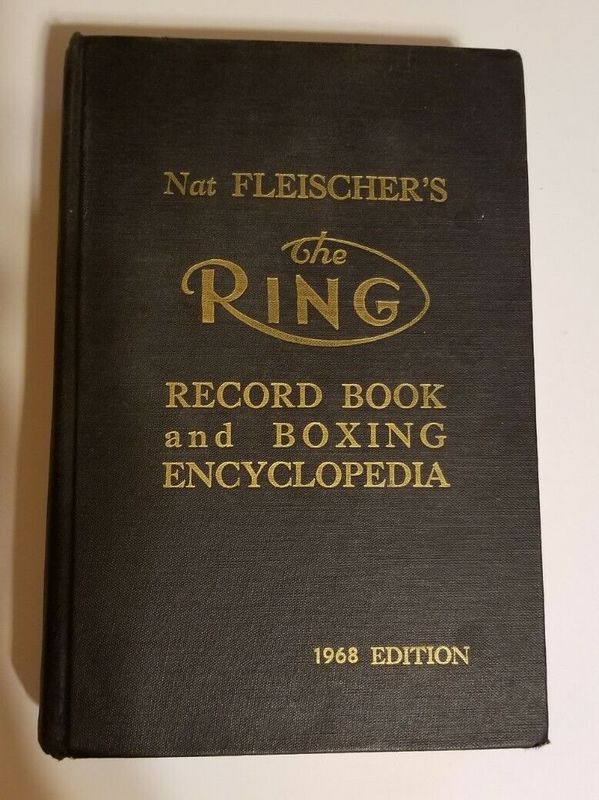 Nat FLEISCHER'S
The
RING
RECORD BOOK
and BOXING
ENCYCLOPEDIA
1968 EDITION